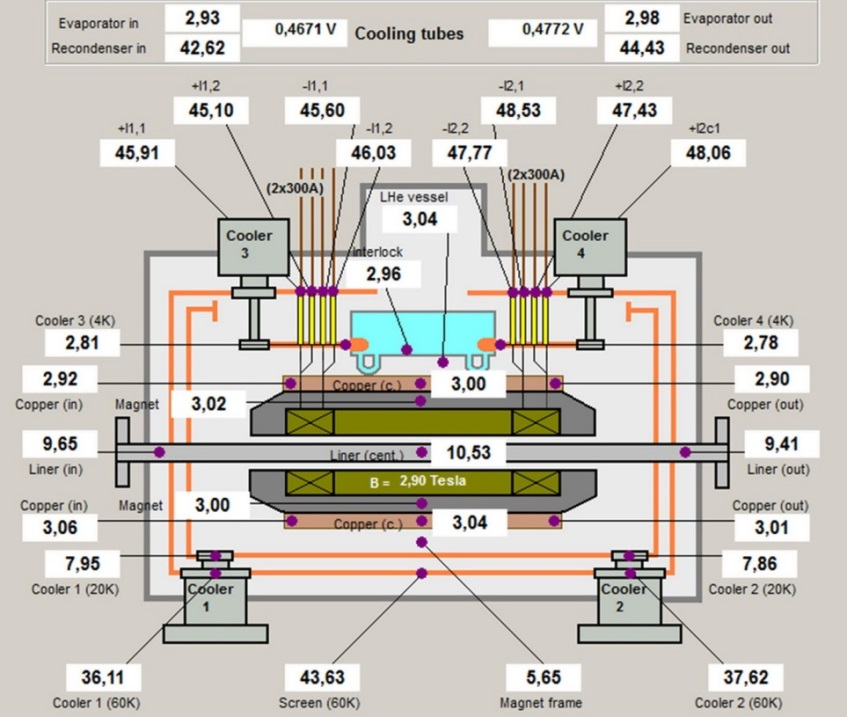 Evaporator in 2,93 0,4671 V Cooling tubes 0,4772 V 2,98 Evaporator out
Recondenser in 42,62 44,43 Recondenser out
+I1,2 -I1,1 -I2,1 +I2,2
45,10 45,60 48,53 47,43
+I1,1 -I1,2 -I2,2 +I2c1
45,91 46,03 47,77 48,06
(2x300A) (2x300A)
LHe vessel
3,04
Cooler
3
Cooler
4
Interlock
2,96
Cooler 3 (4K) Cooler 4 (4K)
2,81 2,78
2,92 Copper (c.) 3,00 2,90
Copper (in) Magnet 3,02 Copper (out)
9,65 Liner (cent.) 10,53 9,41
Liner (in) Liner (out)
B = 2,90 Tesla
Copper (in) Magnet 3,00 Copper (out)
3,06 Copper (c.) 3,04 3,01
7,95 7,86
Cooler 1 (20K) Cooler 2 (20K)
Cooler
1
Cooler
2
36,11 43,63 5,65 37,62
Cooler 1 (60K) Screen (60K) Magnet frame Cooler 2 (60K)